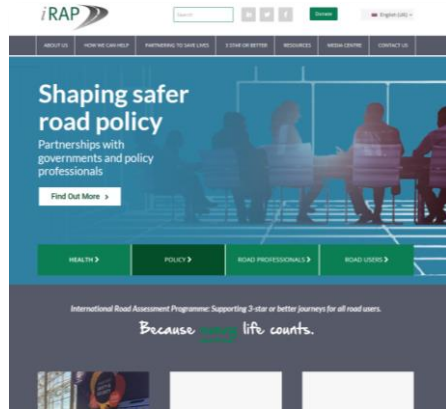 iRAP
Search
Donate
English (UK)
ABOUT US
HOW WE CAN HELP
PARTNERING TO SAVE LIVES
3 STAR OR BETTER
RESOURCES
MEDIA CENTRE
CONTACT US
Shaping safer
road policy
Partnerships with
governments and policy
professionals
Find Out More >
HEALTH >
POLICY >
ROAD PROFESSIONALS >
ROAD USERS >
International Road Assessment Programme: Supporting 3-star or better journeys for all road users.
Because every life counts.